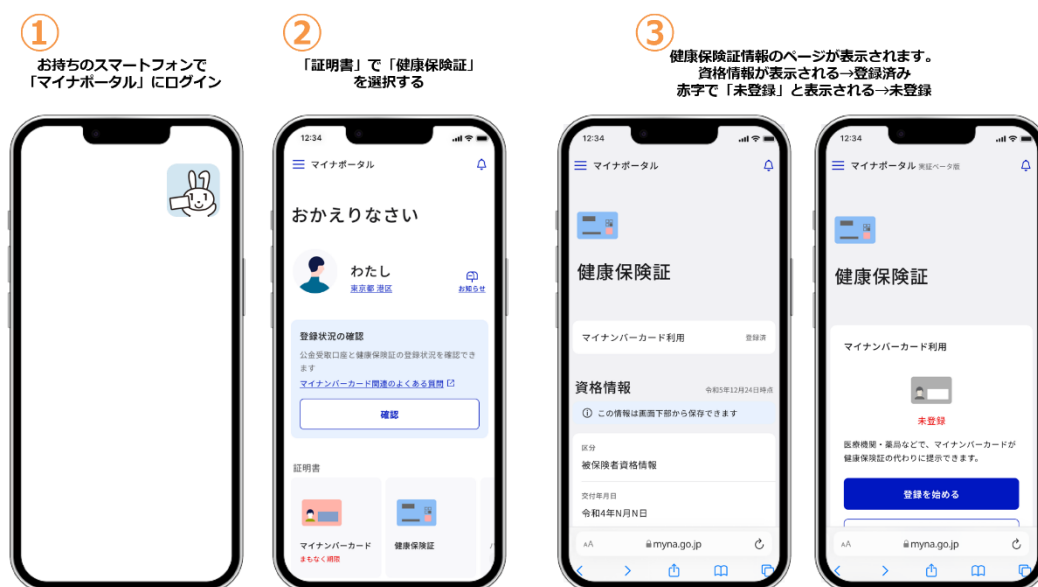 ①
お持ちのスマートフォンで
「マイナポータル」にログイン
②
「証明書」で「健康保険証」
を選択する
③
健康保険証情報のページが表示されます。
資格情報が表示される→登録済み
赤字で「未登録」と表示される→未登録
12:34
マイナポータル
おかえりなさい
わたし
東京都 港区
お知らせ
登録状況の確認
公金受取口座と健康保険証の登録状況を確認でき
ます
マイナンバーカード関連のよくある質問
確認
証明書
マイナンバーカード
まもなく期限
健康保険証
12:34
マイナポータル
健康保険証
マイナンバーカード利用 登録済
資格情報 令和5年12月24日時点
この情報は画面下部から保存できます
区分
被保険者資格情報
交付年月日
令和4年N月N日
AA myna.go.jp
12:34
マイナポータル 実証ベータ版
健康保険証
マイナンバーカード利用
未登録
医療機関・薬局などで、マイナンバーカードが
健康保険証の代わりに提示できます。
登録を始める
AA myna.go.jp